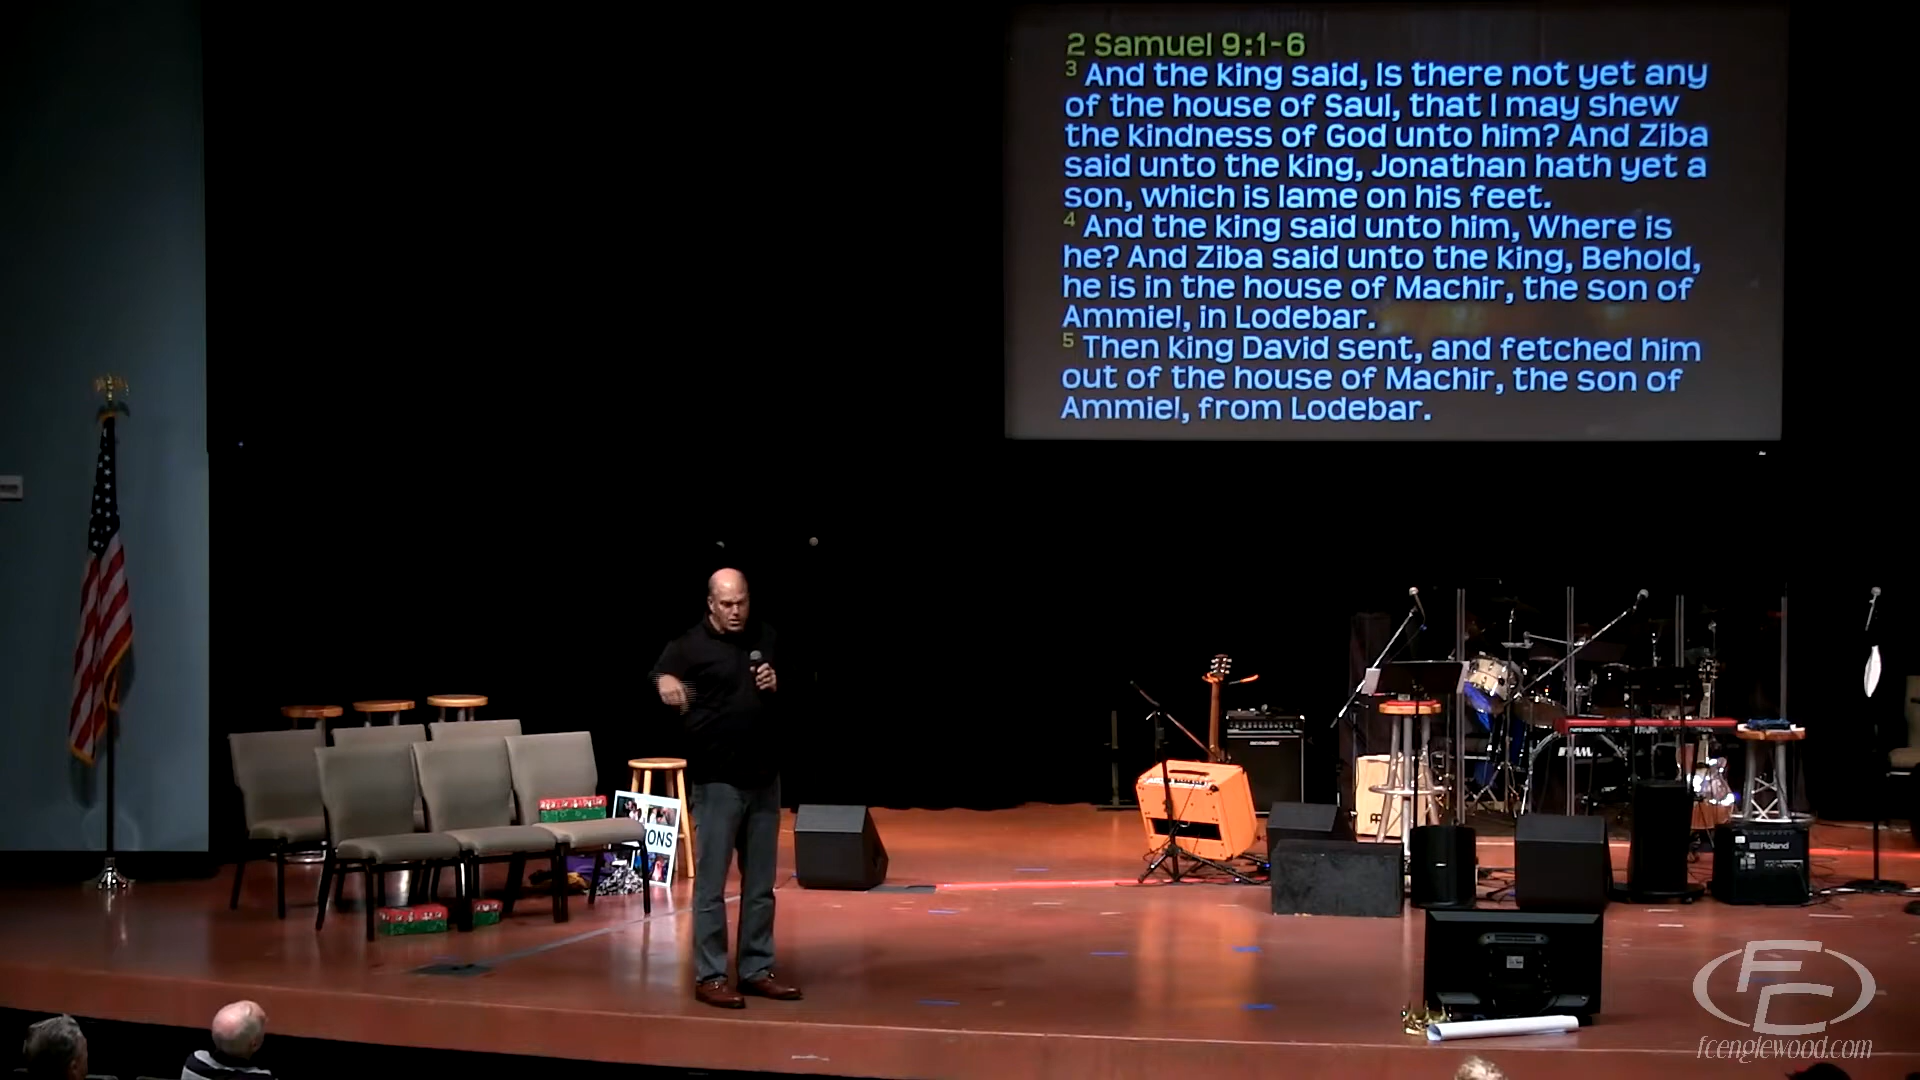 2 Samuel 9:1-6
3 And the king said, Is there not yet any
of the house of Saul, that I may shew
the kindness of God unto him? And Ziba
said unto the king, Jonathan hath yet a
son, which is lame on his feet.
4 And the king said unto him, Where is
he? And Ziba said unto the king, Behold,
he is in the house of Machir, the son of
Ammiel, in Lodebar.
5 Then king David sent, and fetched him
out of the house of Machir, the son of
Ammiel, from Lodebar.
IONS
Roland
FC
fcenglewood.com